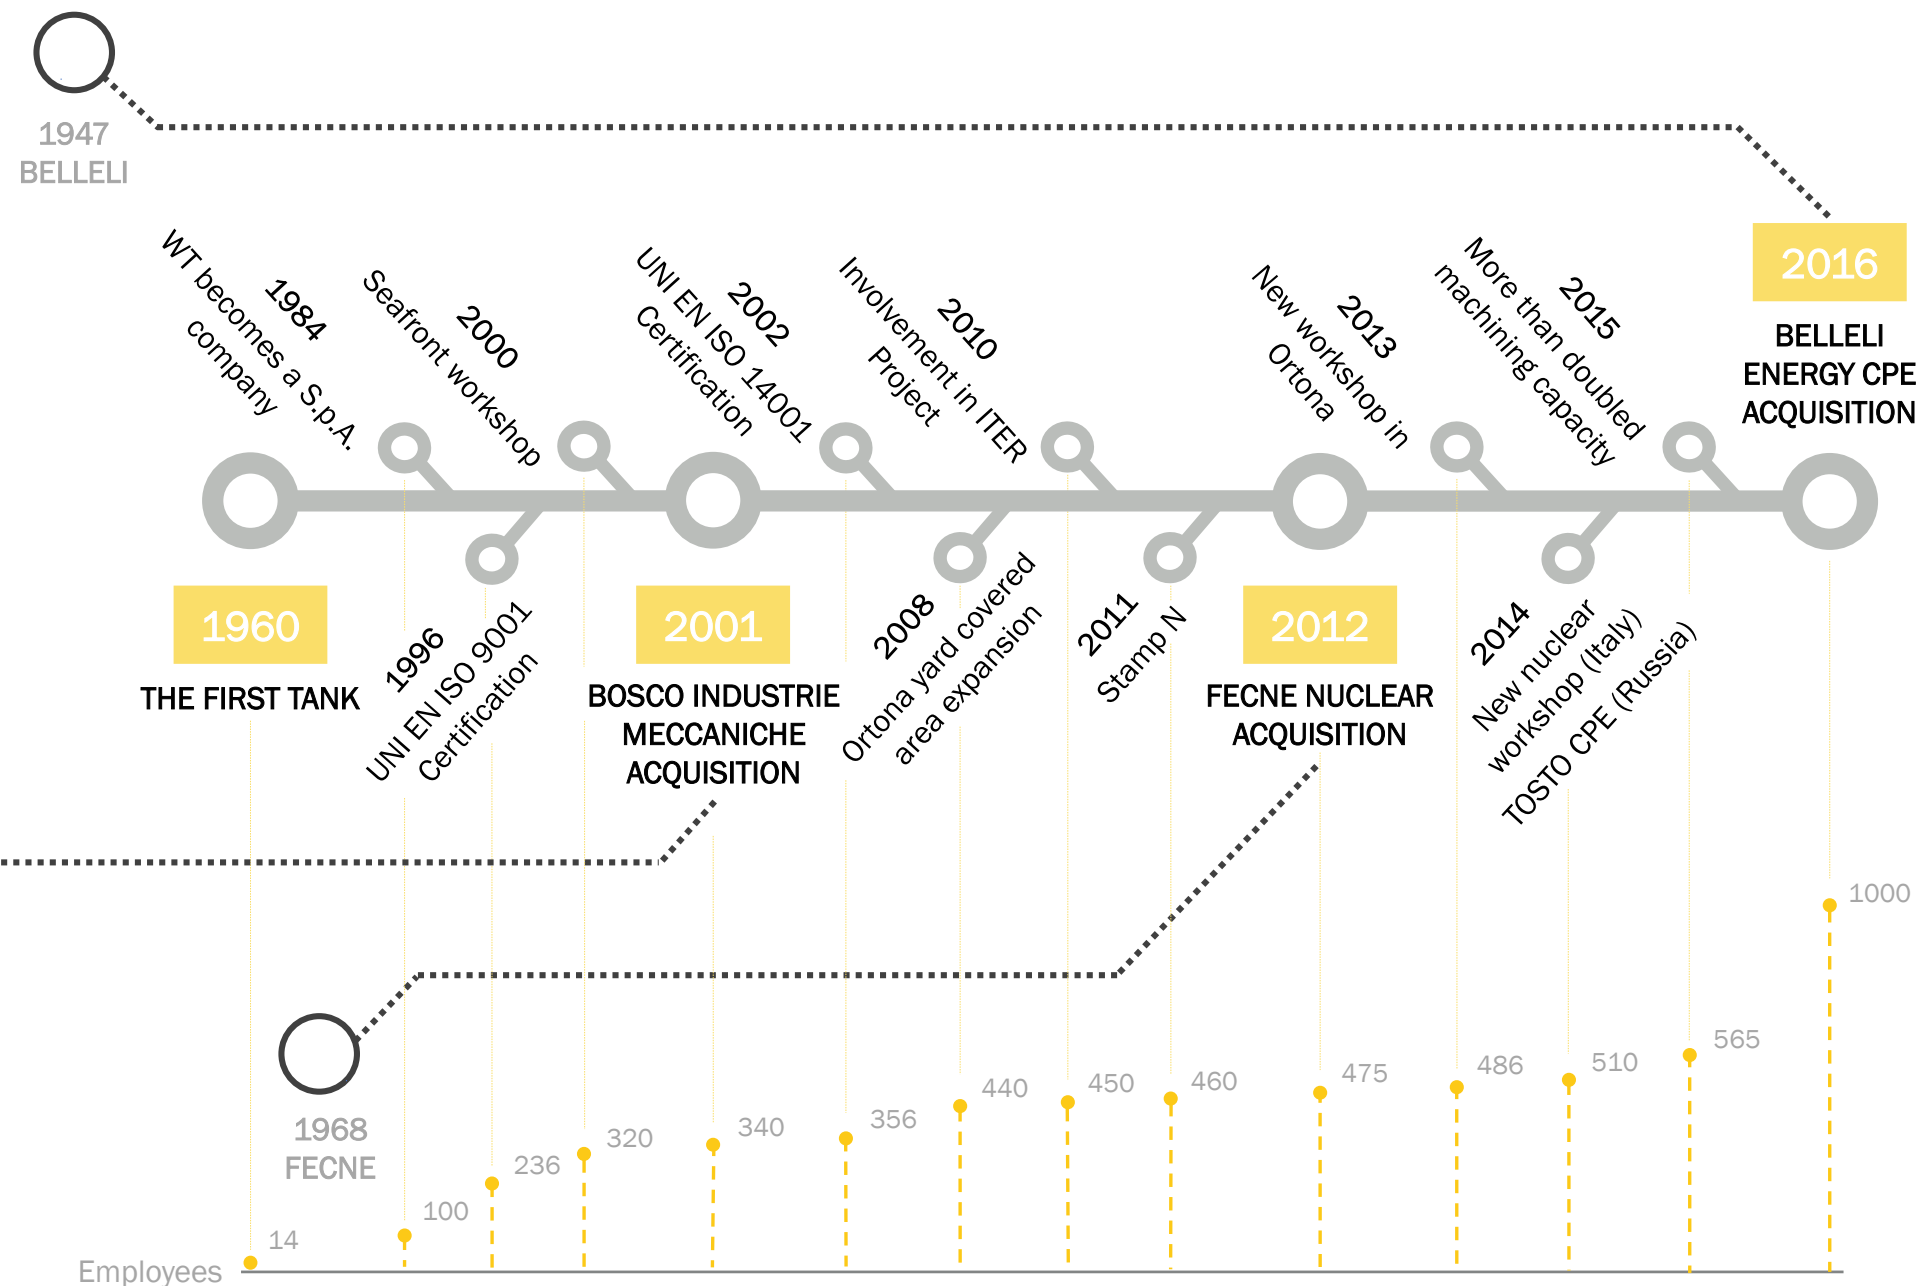 1947
BELLELI
1984
WT becomes a S.p.A.
company
2000
Seafront workshop
2002
UNI EN ISO 14001
Certification
2010
Involvement in ITER
Project
2013
New workshop in
Ortona
2015
More than doubled
machining capacity
2016
BELLELI
ENERGY CPE
ACQUISITION
1960
THE FIRST TANK
1996
UNI EN ISO 9001
Certification
2001
BOSCO INDUSTRIE
MECCANICHE
ACQUISITION
2008
Ortona yard covered
area expansion
2011
Stamp N
2012
FECNE NUCLEAR
ACQUISITION
2014
New nuclear
workshop (Italy)
TOSTO CPE (Russia)
1968
FECNE
14
100
236
320
340
356
440
450
460
475
486
510
565
1000
Employees